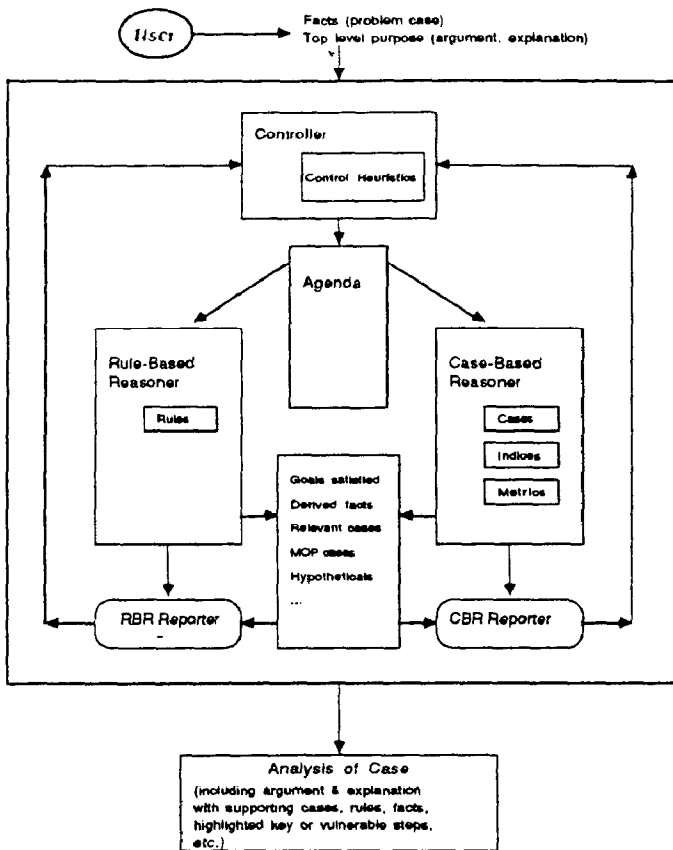 User
Facts (problem case)
Top level purpose (argument, explanation)
Controller
Control Heuristics
Agenda
Rule-Based
Reasoner
Rules
Case-Based
Reasoner
Cases
Indices
Metrics
Goals satisfied
Derived facts
Relevant cases
MOP cases
Hypotheticals
...
RBR Reporter
CBR Reporter
Analysis of Case
(including argument & explanation
with supporting cases, rules, facts,
highlighted key or vulnerable steps,
etc.)